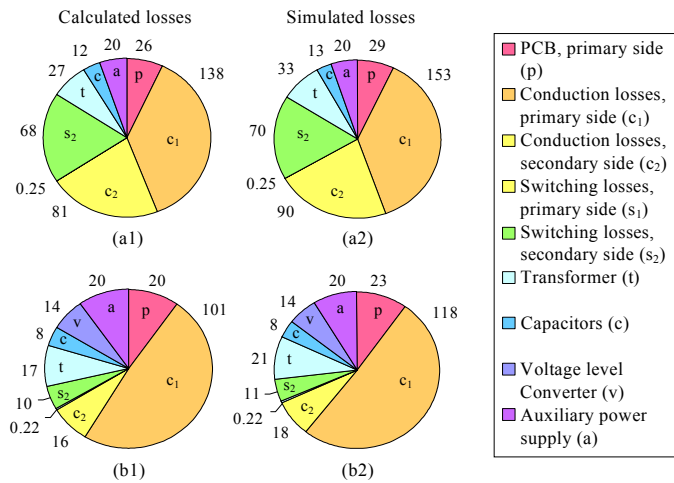 Calculated losses
Simulated losses
12 20 26
27
138
68
0.25
81
p
c₁
c₂
s₂
t
c
a
(a1)
13 20 29
33
153
70
0.25
90
p
c₁
c₂
s₂
t
c
a
(a2)
20 20
14
101
8
17
10
0.22
16
p
c₁
c₂
s₂
t
c
v
a
(b1)
20 23
14
118
8
21
11
0.22
18
p
c₁
c₂
s₂
t
c
v
a
(b2)
PCB, primary side
(p)
Conduction losses,
primary side (c₁)
Conduction losses,
secondary side (c₂)
Switching losses,
primary side (s₁)
Switching losses,
secondary side (s₂)
Transformer (t)
Capacitors (c)
Voltage level
Converter (v)
Auxiliary power
supply (a)